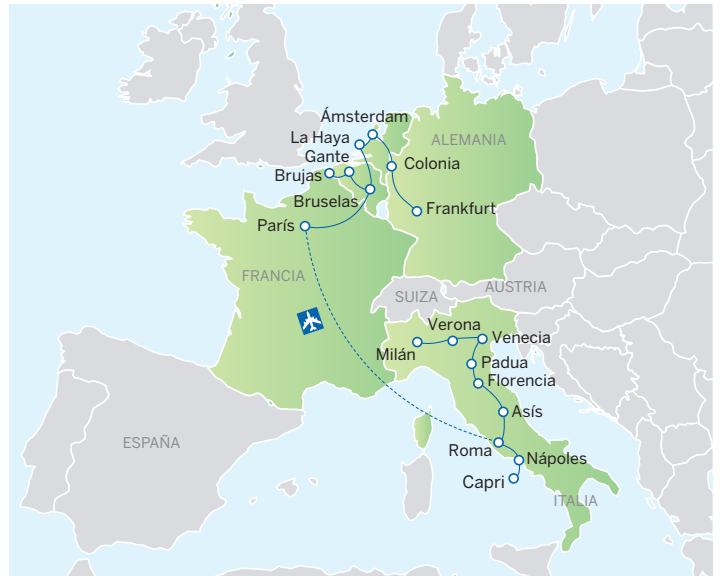 Ámsterdam
La Haya
ALEMANIA
Gante
Colonia
Brujas
Bruselas
Frankfurt
París
FRANCIA
AUSTRIA
SUIZA
Verona
Venecia
Milán
Padua
Florencia
Asís
ESPAÑA
Roma
Nápoles
Capri
ITALIA